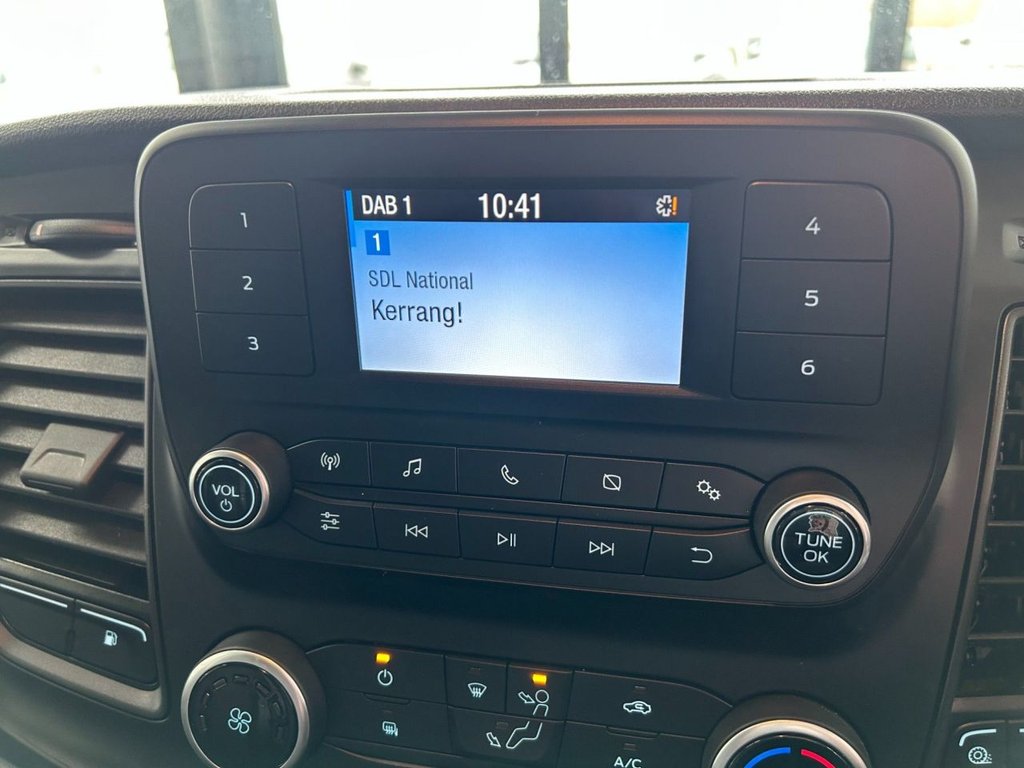 DAB 1 10:41
1
SDL National
Kerrang!
1
2
3
4
5
6
VOL
TUNE
OK
A/C